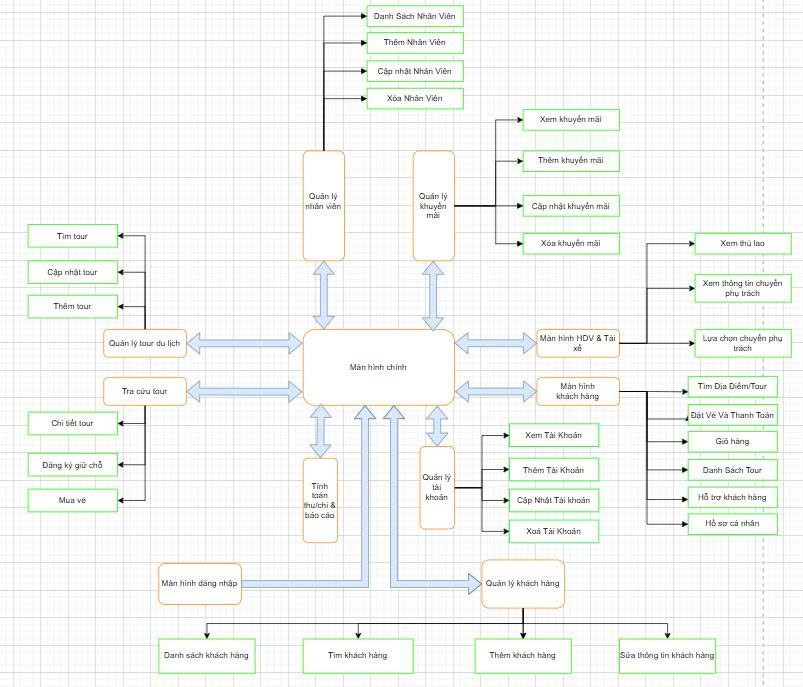 Danh Sách Nhân Viên
Thêm Nhân Viên
Cập nhật Nhân Viên
Xóa Nhân Viên
Quản lý
nhân viên
Quản lý
khuyến
mãi
Xem khuyến mãi
Thêm khuyến mãi
Cập nhật khuyến mãi
Xóa khuyến mãi
Tìm tour
Cập nhật tour
Thêm tour
Quản lý tour du lịch
Tra cứu tour
Chi tiết tour
Đăng ký giữ chỗ
Mua vé
Màn hình chính
Màn hình HDV & Tài
xế
Xem thù lao
Xem thông tin chuyến
phụ trách
Lựa chọn chuyến phụ
trách
Màn hình
khách hàng
Tìm Địa Điểm/Tour
Đặt Vé Và Thanh Toán
Giỏ hàng
Danh Sách Tour
Hỗ trợ khách hàng
Hồ sơ cá nhân
Tính
toán
thu/chi &
báo cáo
Quản lý
tài
khoản
Xem Tài Khoản
Thêm Tài Khoản
Cập Nhật Tài khoản
Xoá Tài Khoản
Màn hình đăng nhập
Quản lý khách hàng
Danh sách khách hàng
Tìm khách hàng
Thêm khách hàng
Sửa thông tin khách hàng